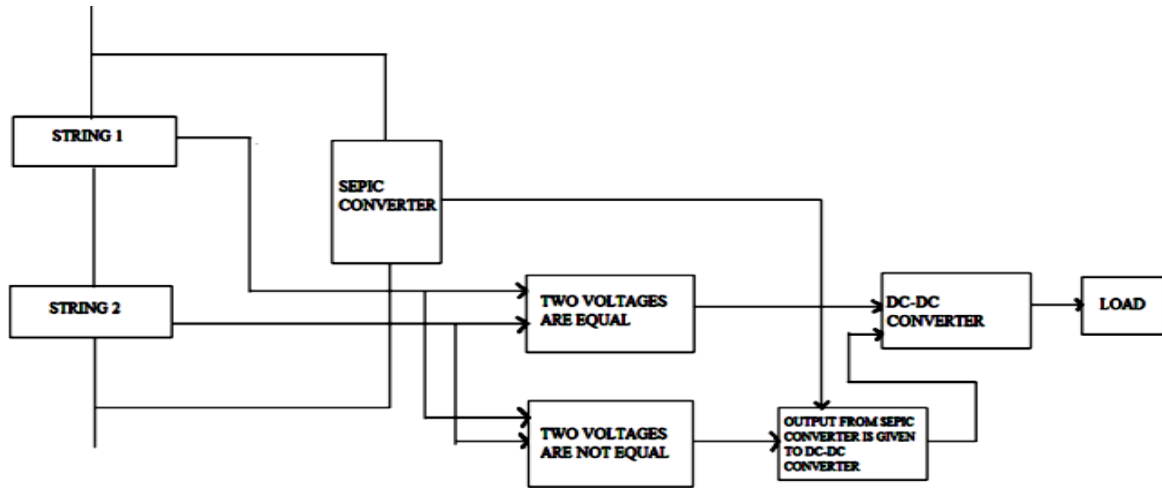 STRING 1
SEPIC
CONVERTER
STRING 2
TWO VOLTAGES
ARE EQUAL
DC-DC
CONVERTER
LOAD
TWO VOLTAGES
ARE NOT EQUAL
OUTPUT FROM SEPIC
CONVERTER IS GIVEN
TO DC-DC
CONVERTER